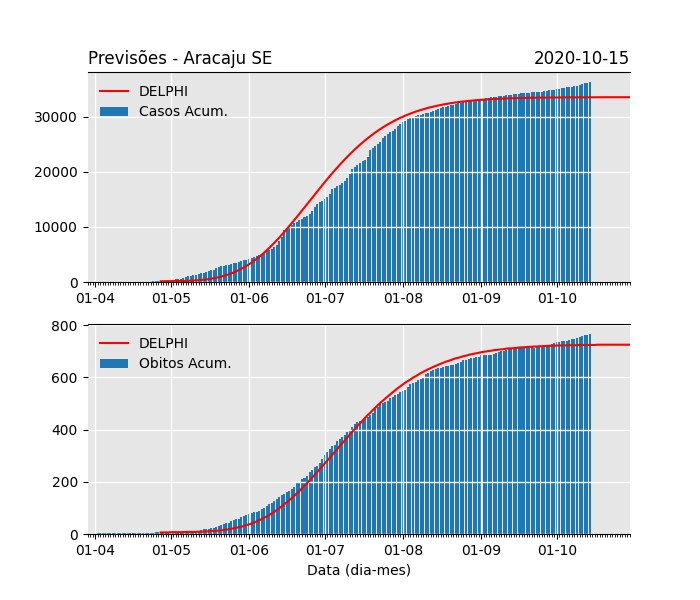 Previsões - Aracaju SE 2020-10-15
DELPHI
Casos Acum.
30000
20000
10000
0
01-04 01-05 01-06 01-07 01-08 01-09 01-10
800
DELPHI
Obitos Acum.
600
400
200
0
01-04 01-05 01-06 01-07 01-08 01-09 01-10
Data (dia-mes)